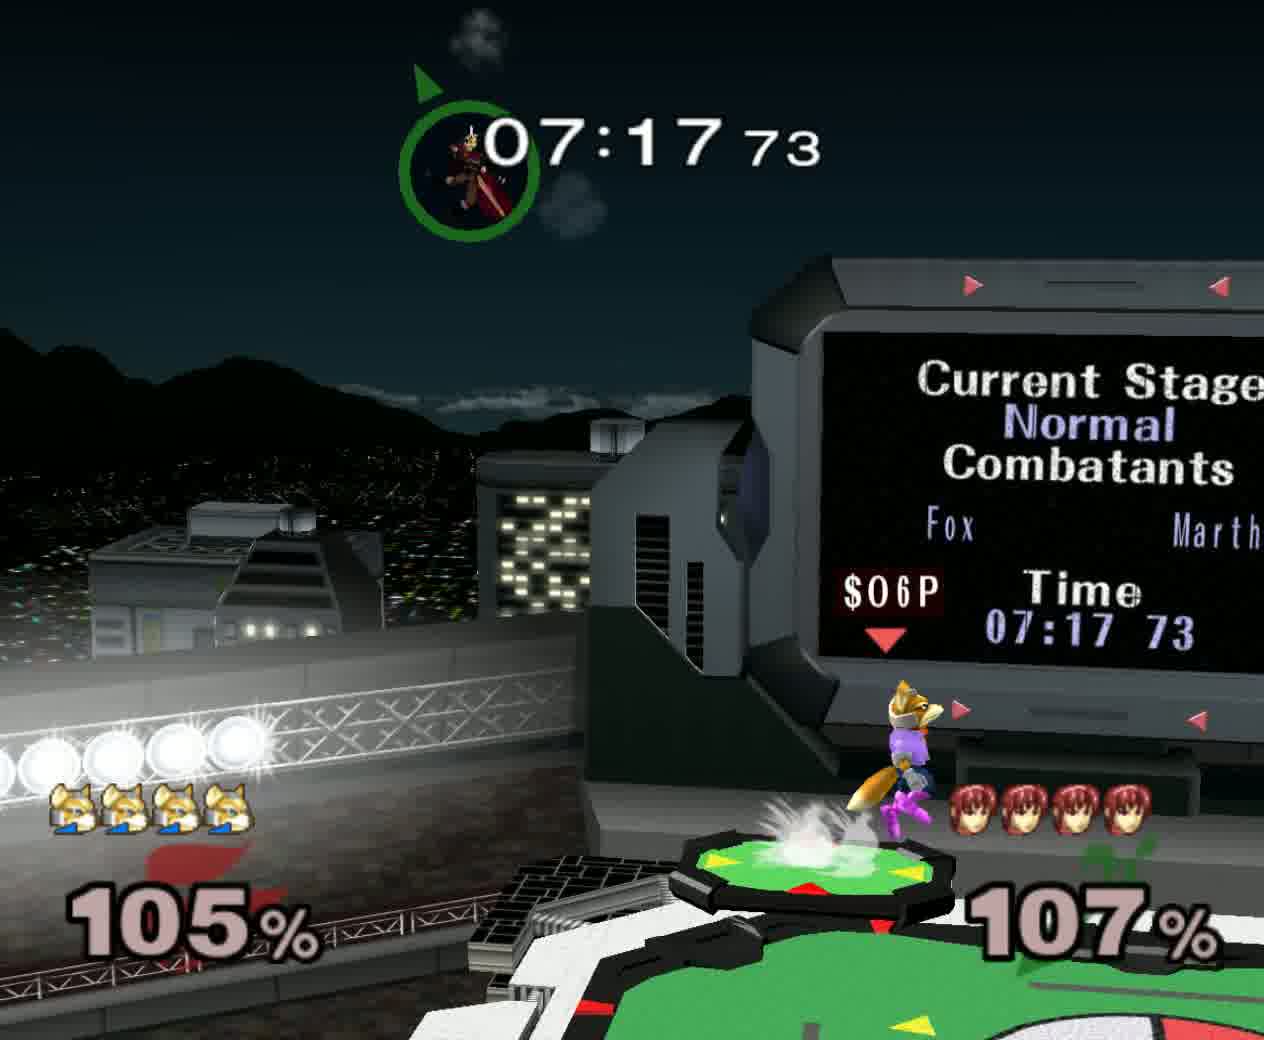 07:17 73
Current Stage
Normal
Combatants
Fox Marth
$06P
Time
07:17 73
105%
107%